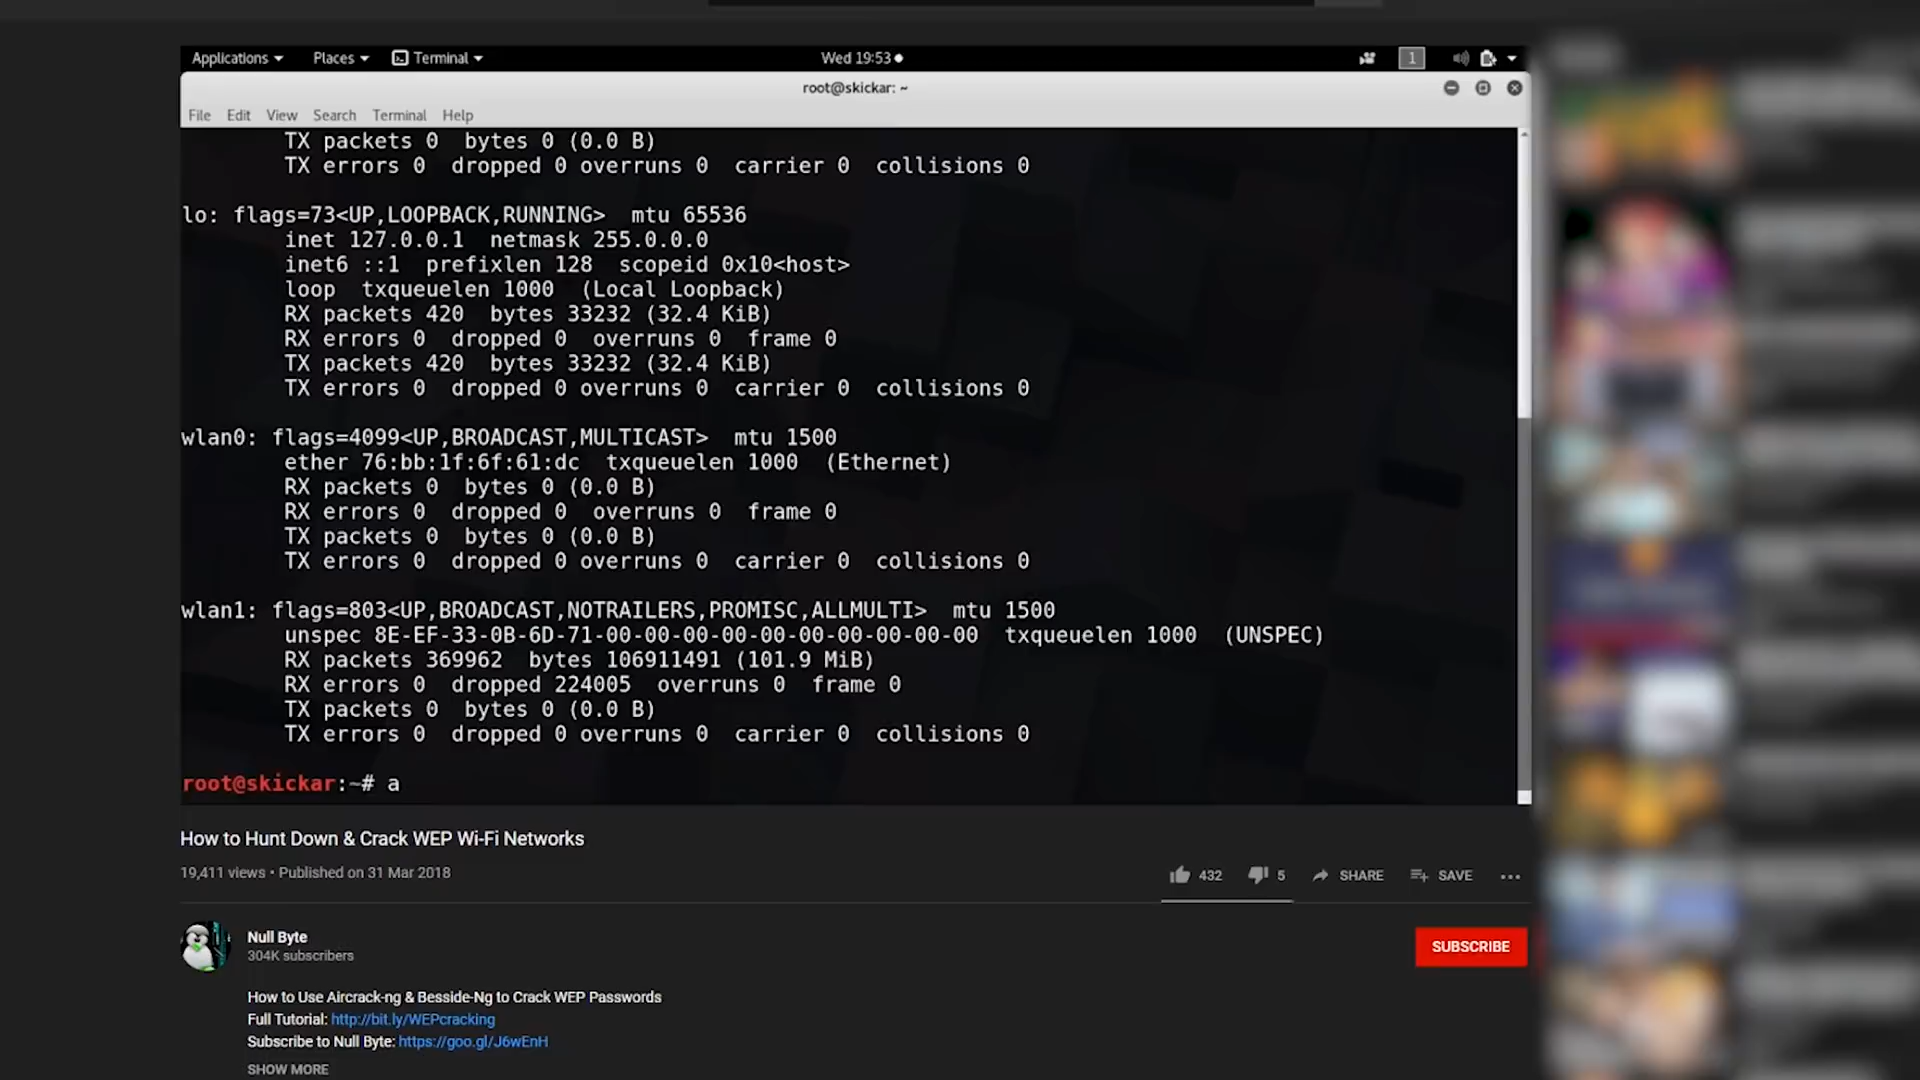 Applications Places Terminal Wed 19:53 1
root@skickar: ~
File Edit View Search Terminal Help
TX packets 0 bytes 0 (0.0 B)
TX errors 0 dropped 0 overruns 0 carrier 0 collisions 0
lo: flags=73<UP,LOOPBACK,RUNNING> mtu 65536
inet 127.0.0.1 netmask 255.0.0.0
inet6 ::1 prefixlen 128 scopeid 0x10<host>
loop txqueuelen 1000 (Local Loopback)
RX packets 420 bytes 33232 (32.4 KiB)
RX errors 0 dropped 0 overruns 0 frame 0
TX packets 420 bytes 33232 (32.4 KiB)
TX errors 0 dropped 0 overruns 0 carrier 0 collisions 0
wlan0: flags=4099<UP,BROADCAST,MULTICAST> mtu 1500
ether 76:bb:1f:6f:61:dc txqueuelen 1000 (Ethernet)
RX packets 0 bytes 0 (0.0 B)
RX errors 0 dropped 0 overruns 0 frame 0
TX packets 0 bytes 0 (0.0 B)
TX errors 0 dropped 0 overruns 0 carrier 0 collisions 0
wlan1: flags=803<UP,BROADCAST,NOTRAILERS,PROMISC,ALLMULTI> mtu 1500
unspec 8E-EF-33-0B-6D-71-00-00-00-00-00-00-00-00-00-00 txqueuelen 1000 (UNSPEC)
RX packets 369962 bytes 106911491 (101.9 MiB)
RX errors 0 dropped 224005 overruns 0 frame 0
TX packets 0 bytes 0 (0.0 B)
TX errors 0 dropped 0 overruns 0 carrier 0 collisions 0
root@skickar:~# a
How to Hunt Down & Crack WEP Wi-Fi Networks
19,411 views • Published on 31 Mar 2018
432 5 SHARE SAVE
Null Byte
304K subscribers
SUBSCRIBE
How to Use Aircrack-ng & Besside-Ng to Crack WEP Passwords
Full Tutorial: http://bit.ly/WEPcracking
Subscribe to Null Byte: https://goo.gl/J6wEnH
SHOW MORE